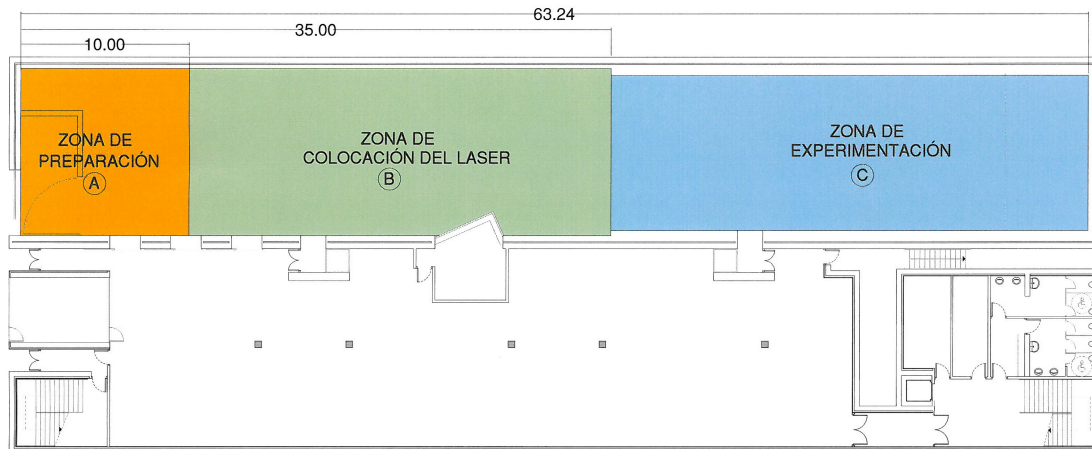 63.24
35.00
10.00
ZONA DE
PREPARACIÓN
A
ZONA DE
COLOCACIÓN DEL LASER
B
ZONA DE
EXPERIMENTACIÓN
C